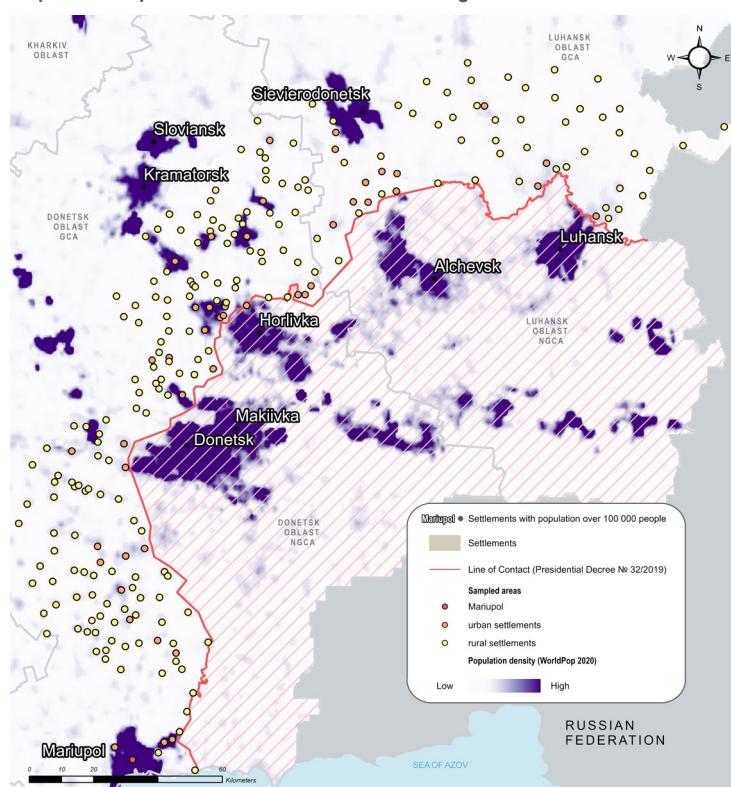 KHARKIV
OBLAST
LUHANSK
OBLAST
GCA
N
W
E
S
Sievierodonetsk
Sloviansk
Kramatorsk
DONETSK
OBLAST
GCA
Luhansk
Alchevsk
Horlivka
LUHANSK
OBLAST
NGCA
Makiivka
Donetsk
DONETSK
OBLAST
NGCA
Mariupol Settlements with population over 100 000 people
Settlements
Line of Contact (Presidential Decree № 32/2019)
Sampled areas
Mariupol
urban settlements
rural settlements
Population density (WorldPop 2020)
Low High
RUSSIAN
FEDERATION
Mariupol
SEA OF AZOV
0 10 20 40 60
Kilometers